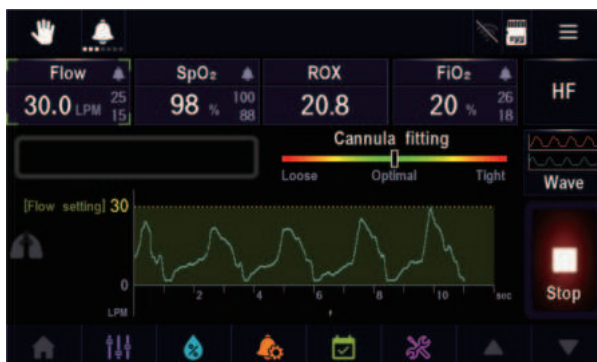 Flow SpO₂ ROX FiO₂ HF
30.0 LPM 25 15 98 % 100 88 20.8 20 % 26 18
Cannula fitting
Loose Optimal Tight
Wave
[Flow setting] 30
0
2 4 6 8 10 sec
LPM
Stop
%